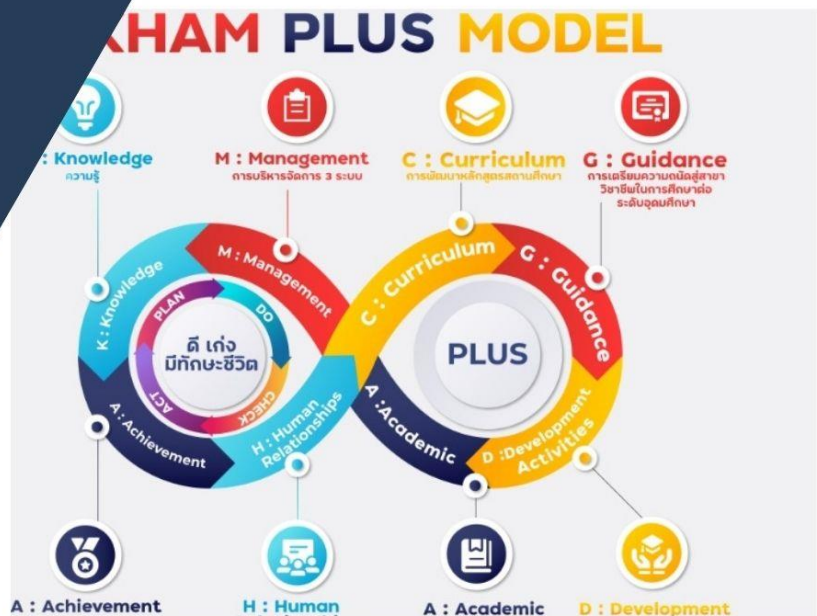 KHAM PLUS MODEL
: Knowledge
ความรู้
M : Management
การบริหารจัดการ 3 ระบบ
C : Curriculum
การพัฒนาหลักสูตรสถานศึกษา
G : Guidance
การเตรียมความถนัดสู่สาขา
วิชาชีพในการศึกษาต่อ
ระดับอุดมศึกษา
K : Knowledge
M : Management
C : Curriculum
G : Guidance
PLAN
DO
CHECK
ACT
ดี เก่ง
มีทักษะชีวิต
PLUS
A : Achievement
H : Human
Relationships
A :Academic
D :Development
Activities
A : Achievement
H : Human
A : Academic
D : Development